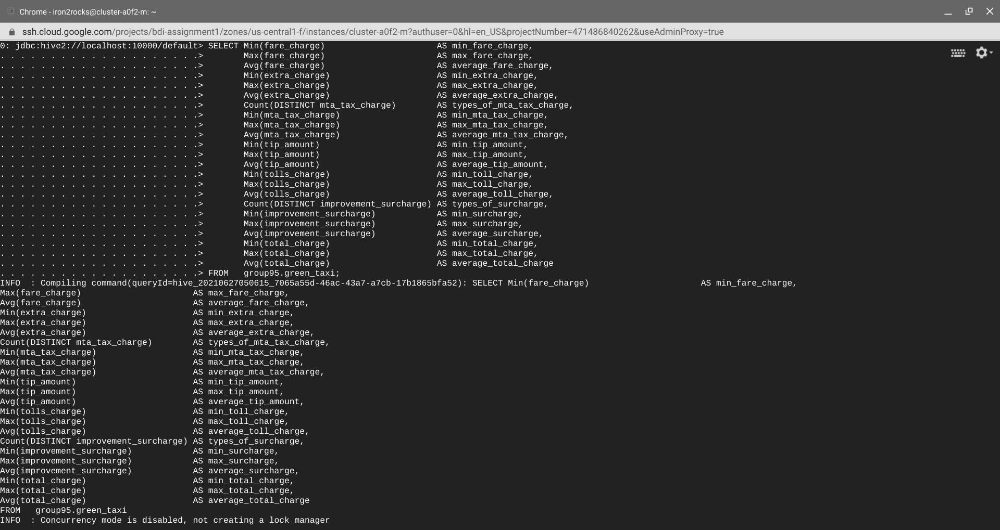 Chrome - iron2rocks@cluster-a0f2-m: ~
ssh.cloud.google.com/projects/bdi-assignment1/zones/us-central1-f/instances/cluster-a0f2-m?authuser=0&hl=en_US&projectNumber=471486840262&useAdminProxy=true
0: jdbc:hive2://localhost:10000/default> SELECT Min(fare_charge)                      AS min_fare_charge,
. . . . . . . . . . . . . . . . . . . .>        Max(fare_charge)                      AS max_fare_charge,
. . . . . . . . . . . . . . . . . . . .>        Avg(fare_charge)                      AS average_fare_charge,
. . . . . . . . . . . . . . . . . . . .>        Min(extra_charge)                     AS min_extra_charge,
. . . . . . . . . . . . . . . . . . . .>        Max(extra_charge)                     AS max_extra_charge,
. . . . . . . . . . . . . . . . . . . .>        Avg(extra_charge)                     AS average_extra_charge,
. . . . . . . . . . . . . . . . . . . .>        Count(DISTINCT mta_tax_charge)        AS types_of_mta_tax_charge,
. . . . . . . . . . . . . . . . . . . .>        Min(mta_tax_charge)                   AS min_mta_tax_charge,
. . . . . . . . . . . . . . . . . . . .>        Max(mta_tax_charge)                   AS max_mta_tax_charge,
. . . . . . . . . . . . . . . . . . . .>        Avg(mta_tax_charge)                   AS average_mta_tax_charge,
. . . . . . . . . . . . . . . . . . . .>        Min(tip_amount)                       AS min_tip_amount,
. . . . . . . . . . . . . . . . . . . .>        Max(tip_amount)                       AS max_tip_amount,
. . . . . . . . . . . . . . . . . . . .>        Avg(tip_amount)                       AS average_tip_amount,
. . . . . . . . . . . . . . . . . . . .>        Min(tolls_charge)                     AS min_toll_charge,
. . . . . . . . . . . . . . . . . . . .>        Max(tolls_charge)                     AS max_toll_charge,
. . . . . . . . . . . . . . . . . . . .>        Avg(tolls_charge)                     AS average_toll_charge,
. . . . . . . . . . . . . . . . . . . .>        Count(DISTINCT improvement_surcharge) AS types_of_surcharge,
. . . . . . . . . . . . . . . . . . . .>        Min(improvement_surcharge)            AS min_surcharge,
. . . . . . . . . . . . . . . . . . . .>        Max(improvement_surcharge)            AS max_surcharge,
. . . . . . . . . . . . . . . . . . . .>        Avg(improvement_surcharge)            AS average_surcharge,
. . . . . . . . . . . . . . . . . . . .>        Min(total_charge)                     AS min_total_charge,
. . . . . . . . . . . . . . . . . . . .>        Max(total_charge)                     AS max_total_charge,
. . . . . . . . . . . . . . . . . . . .>        Avg(total_charge)                     AS average_total_charge
. . . . . . . . . . . . . . . . . . . .> FROM   group95.green_taxi;
INFO  : Compiling command(queryId=hive_20210627050615_7065a55d-46ac-43a7-a7cb-17b1865bfa52): SELECT Min(fare_charge)                      AS min_fare_charge,
Max(fare_charge)                      AS max_fare_charge,
Avg(fare_charge)                      AS average_fare_charge,
Min(extra_charge)                     AS min_extra_charge,
Max(extra_charge)                     AS max_extra_charge,
Avg(extra_charge)                     AS average_extra_charge,
Count(DISTINCT mta_tax_charge)        AS types_of_mta_tax_charge,
Min(mta_tax_charge)                   AS min_mta_tax_charge,
Max(mta_tax_charge)                   AS max_mta_tax_charge,
Avg(mta_tax_charge)                   AS average_mta_tax_charge,
Min(tip_amount)                       AS min_tip_amount,
Max(tip_amount)                       AS max_tip_amount,
Avg(tip_amount)                       AS average_tip_amount,
Min(tolls_charge)                     AS min_toll_charge,
Max(tolls_charge)                     AS max_toll_charge,
Avg(tolls_charge)                     AS average_toll_charge,
Count(DISTINCT improvement_surcharge) AS types_of_surcharge,
Min(improvement_surcharge)            AS min_surcharge,
Max(improvement_surcharge)            AS max_surcharge,
Avg(improvement_surcharge)            AS average_surcharge,
Min(total_charge)                     AS min_total_charge,
Max(total_charge)                     AS max_total_charge,
Avg(total_charge)                     AS average_total_charge
FROM   group95.green_taxi
INFO  : Concurrency mode is disabled, not creating a lock manager